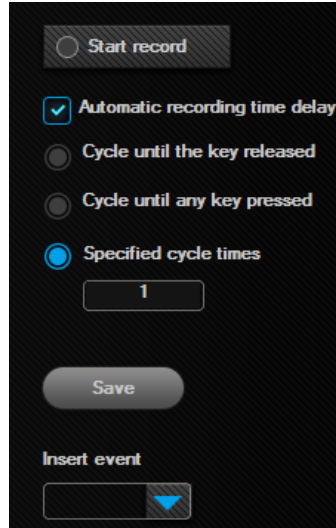 Start record
Automatic recording time delay
Cycle until the key released
Cycle until any key pressed
Specified cycle times
1
Save
Insert event